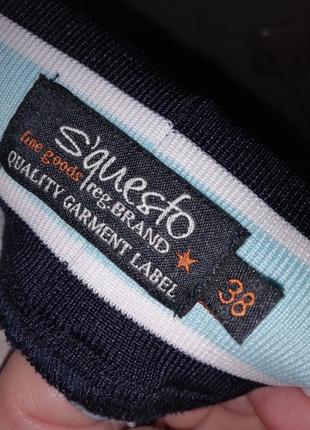 S'questo
fine goods reg.BRAND
QUALITY GARMENT LABEL
38